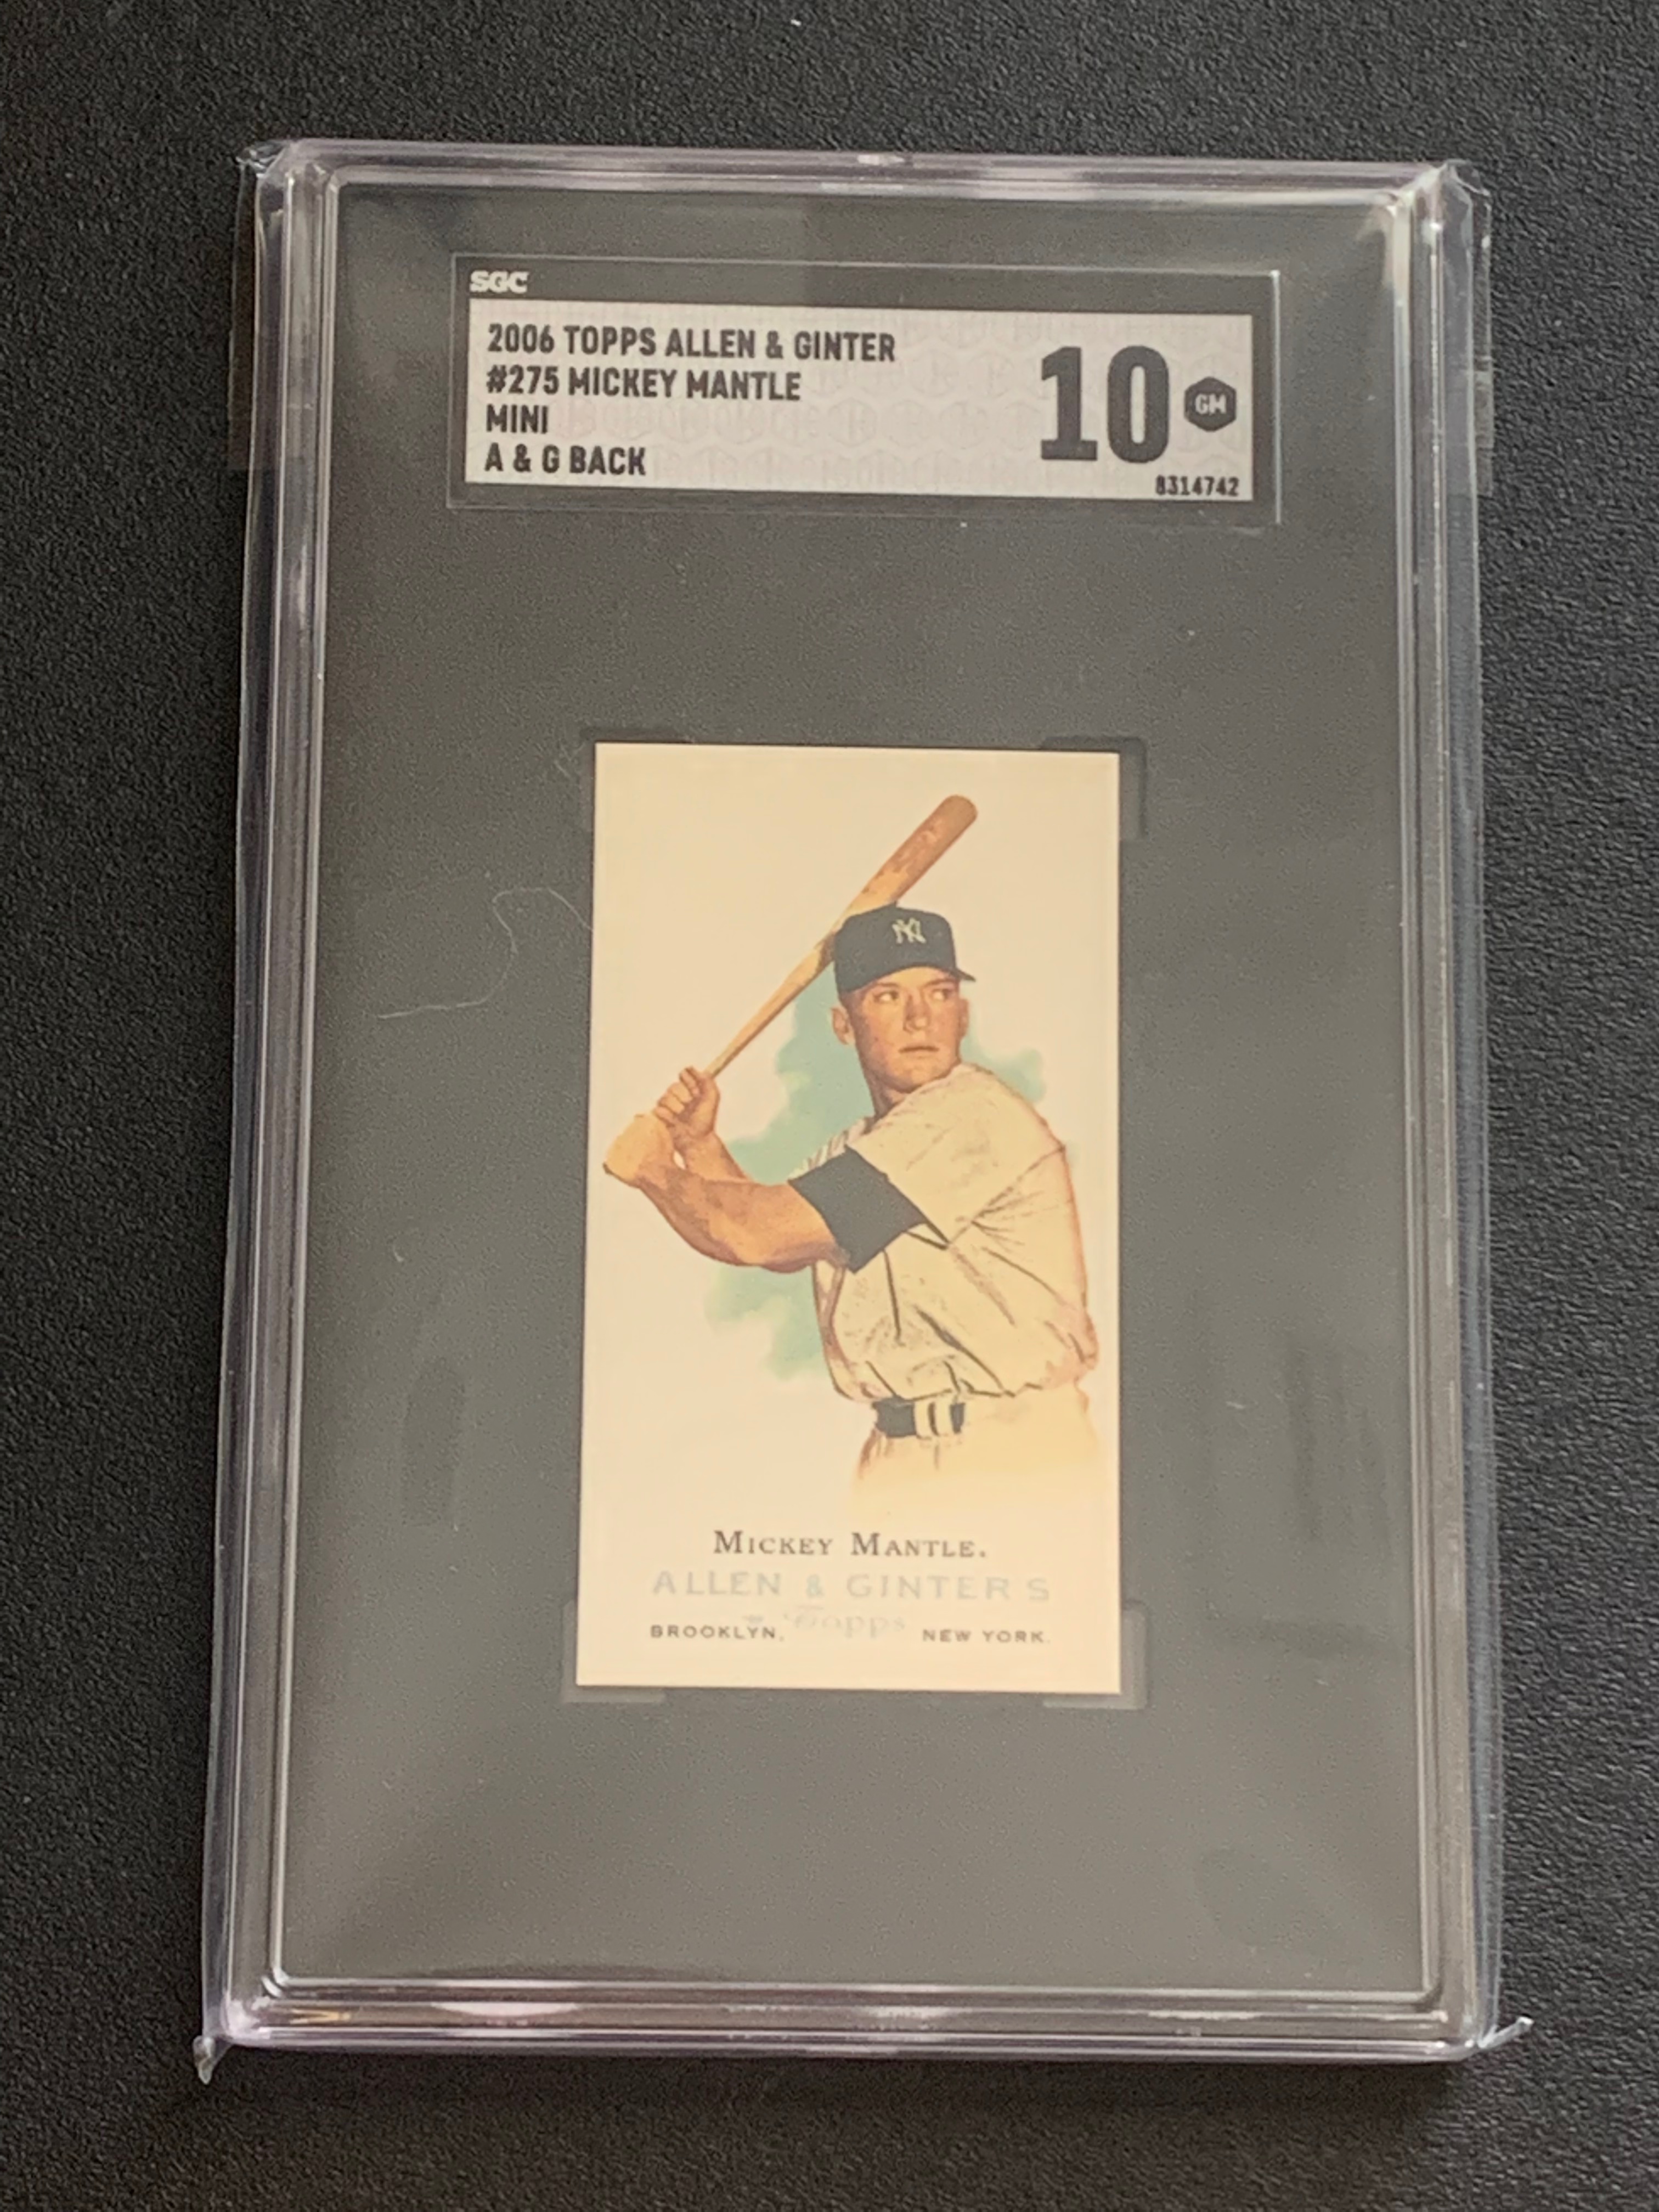 SGC
2006 TOPPS ALLEN & GINTER
#275 MICKEY MANTLE
MINI
A & G BACK
10 GM
8314742
NY
MICKEY MANTLE.
ALLEN & GINTER'S
Topps
BROOKLYN, NEW YORK.